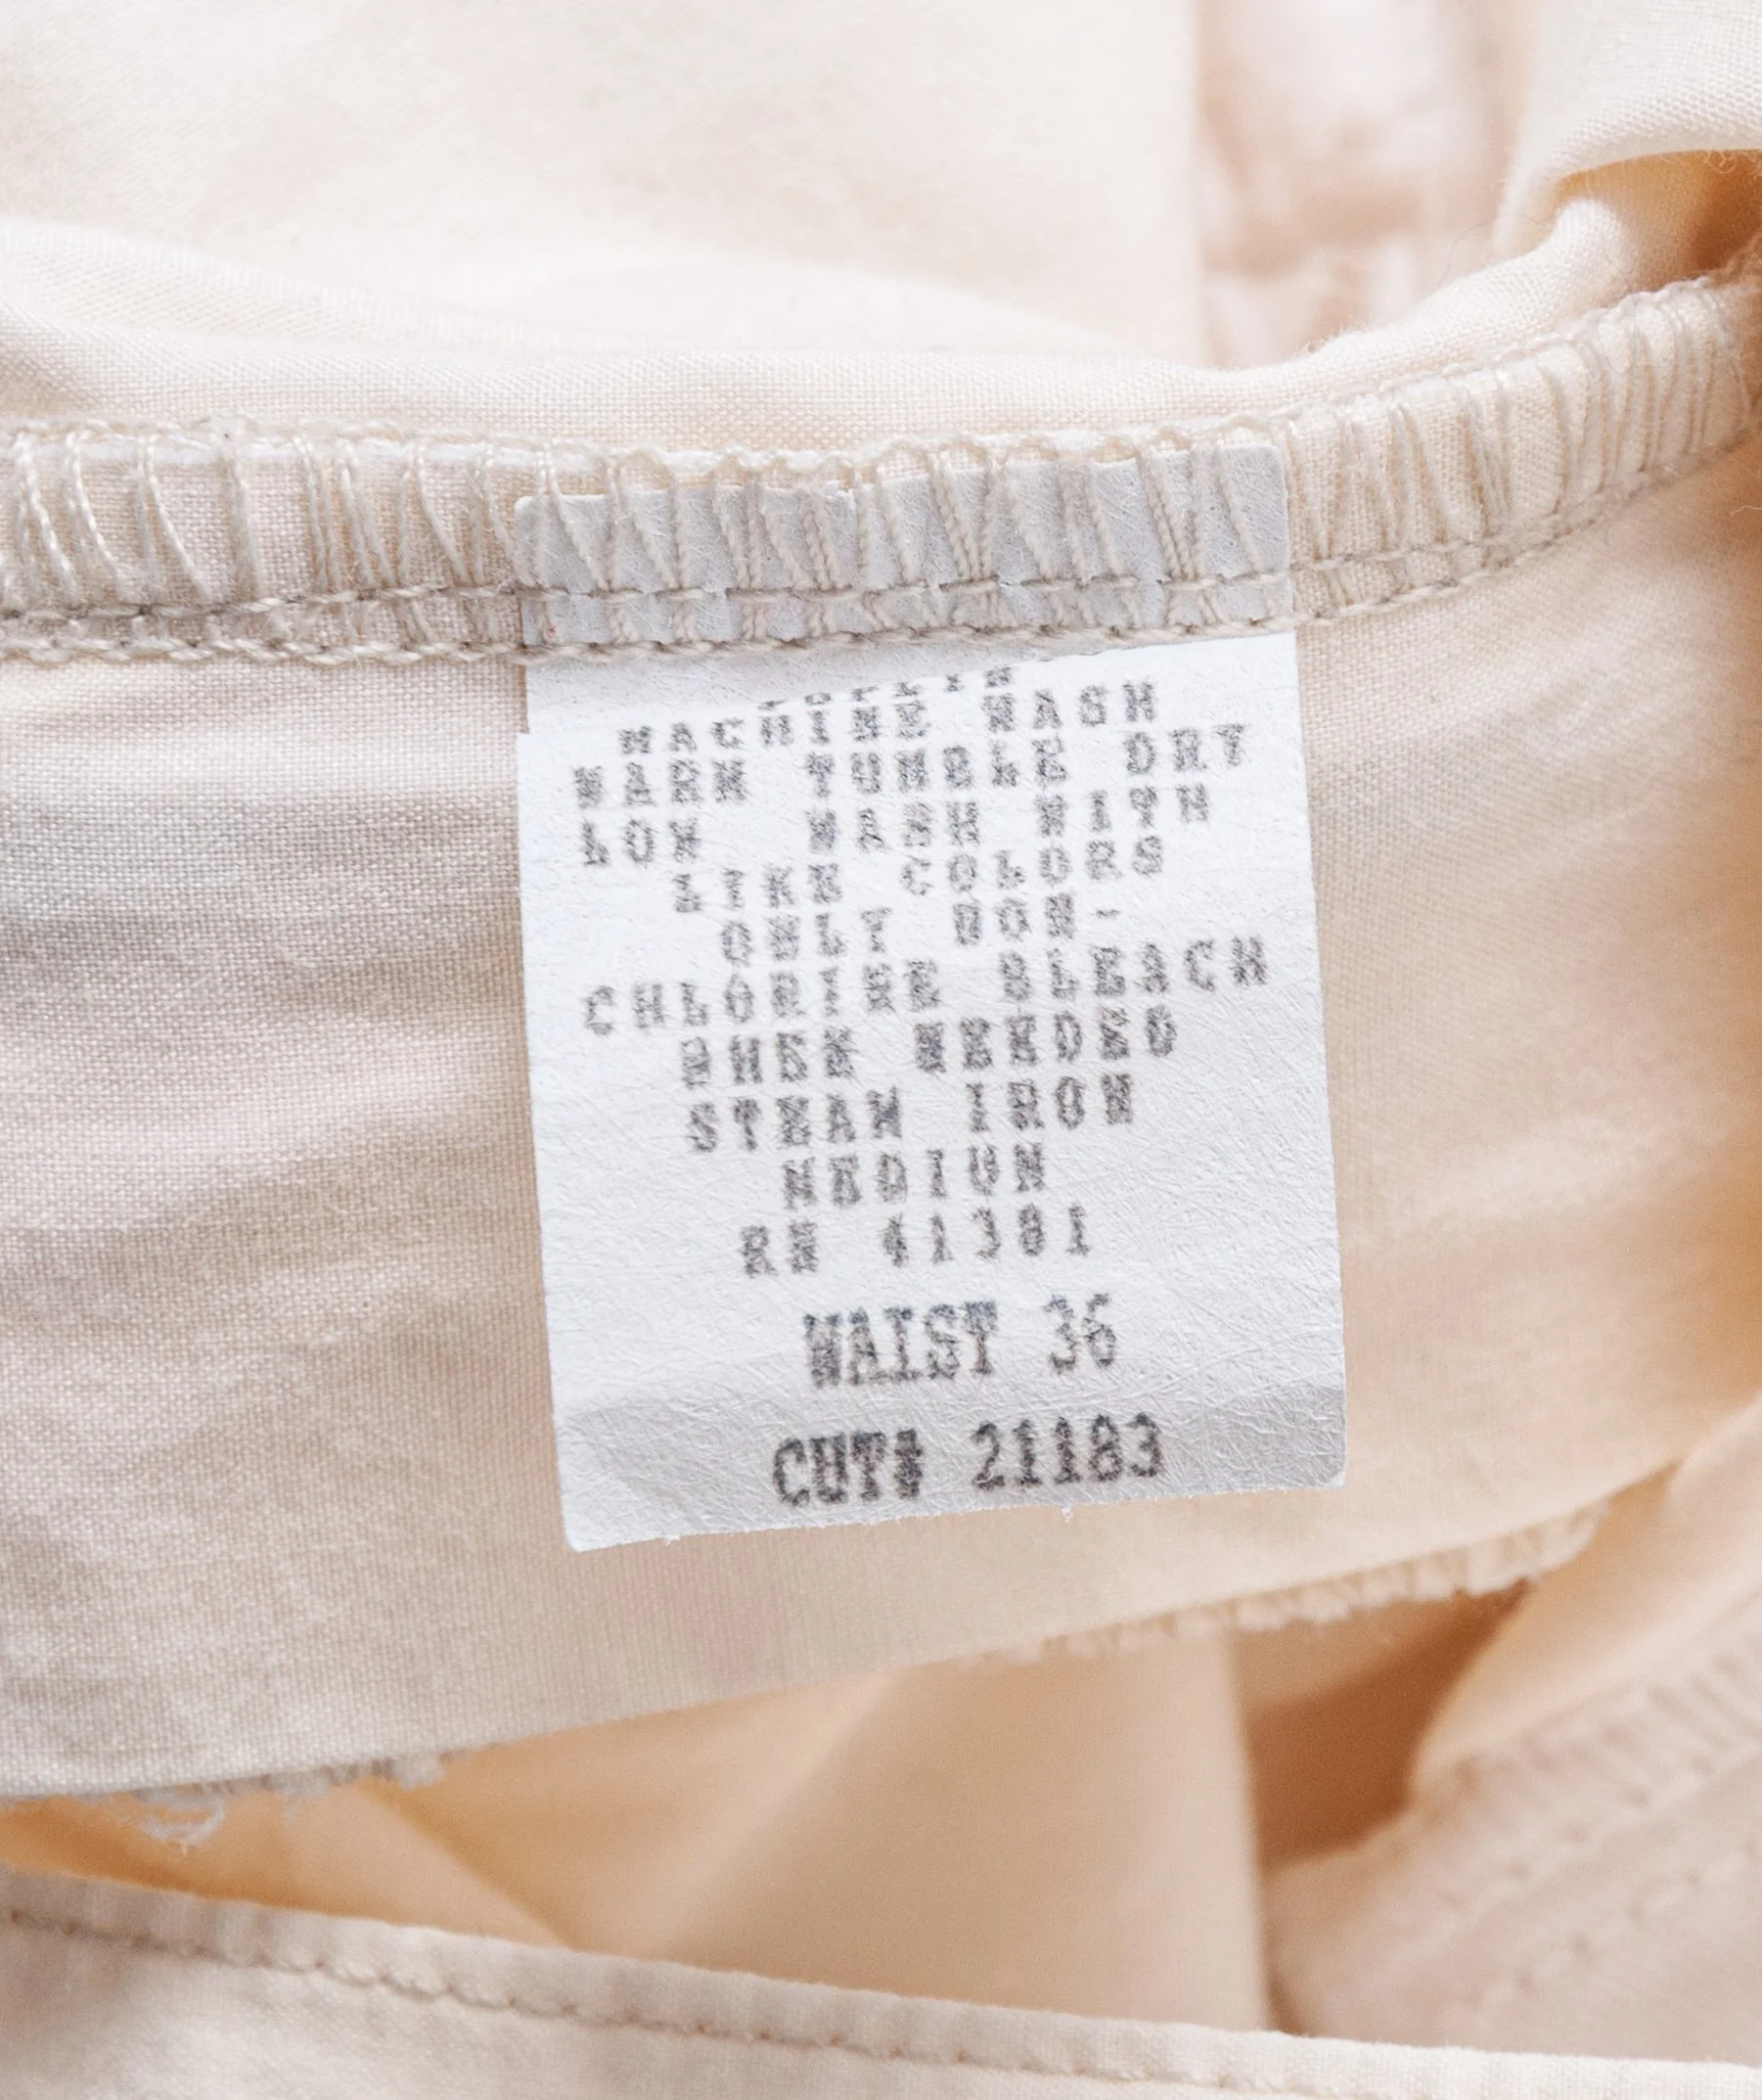 MACHINE WASH
WARM TUMBLE DRY
LOW WASH WITH
LIKE COLORS
ONLY NON-
CHLORINE BLEACH
WHEN NEEDED
STEAM IRON
MEDIUM
RN 41381
WAIST 36
CUT# 21183